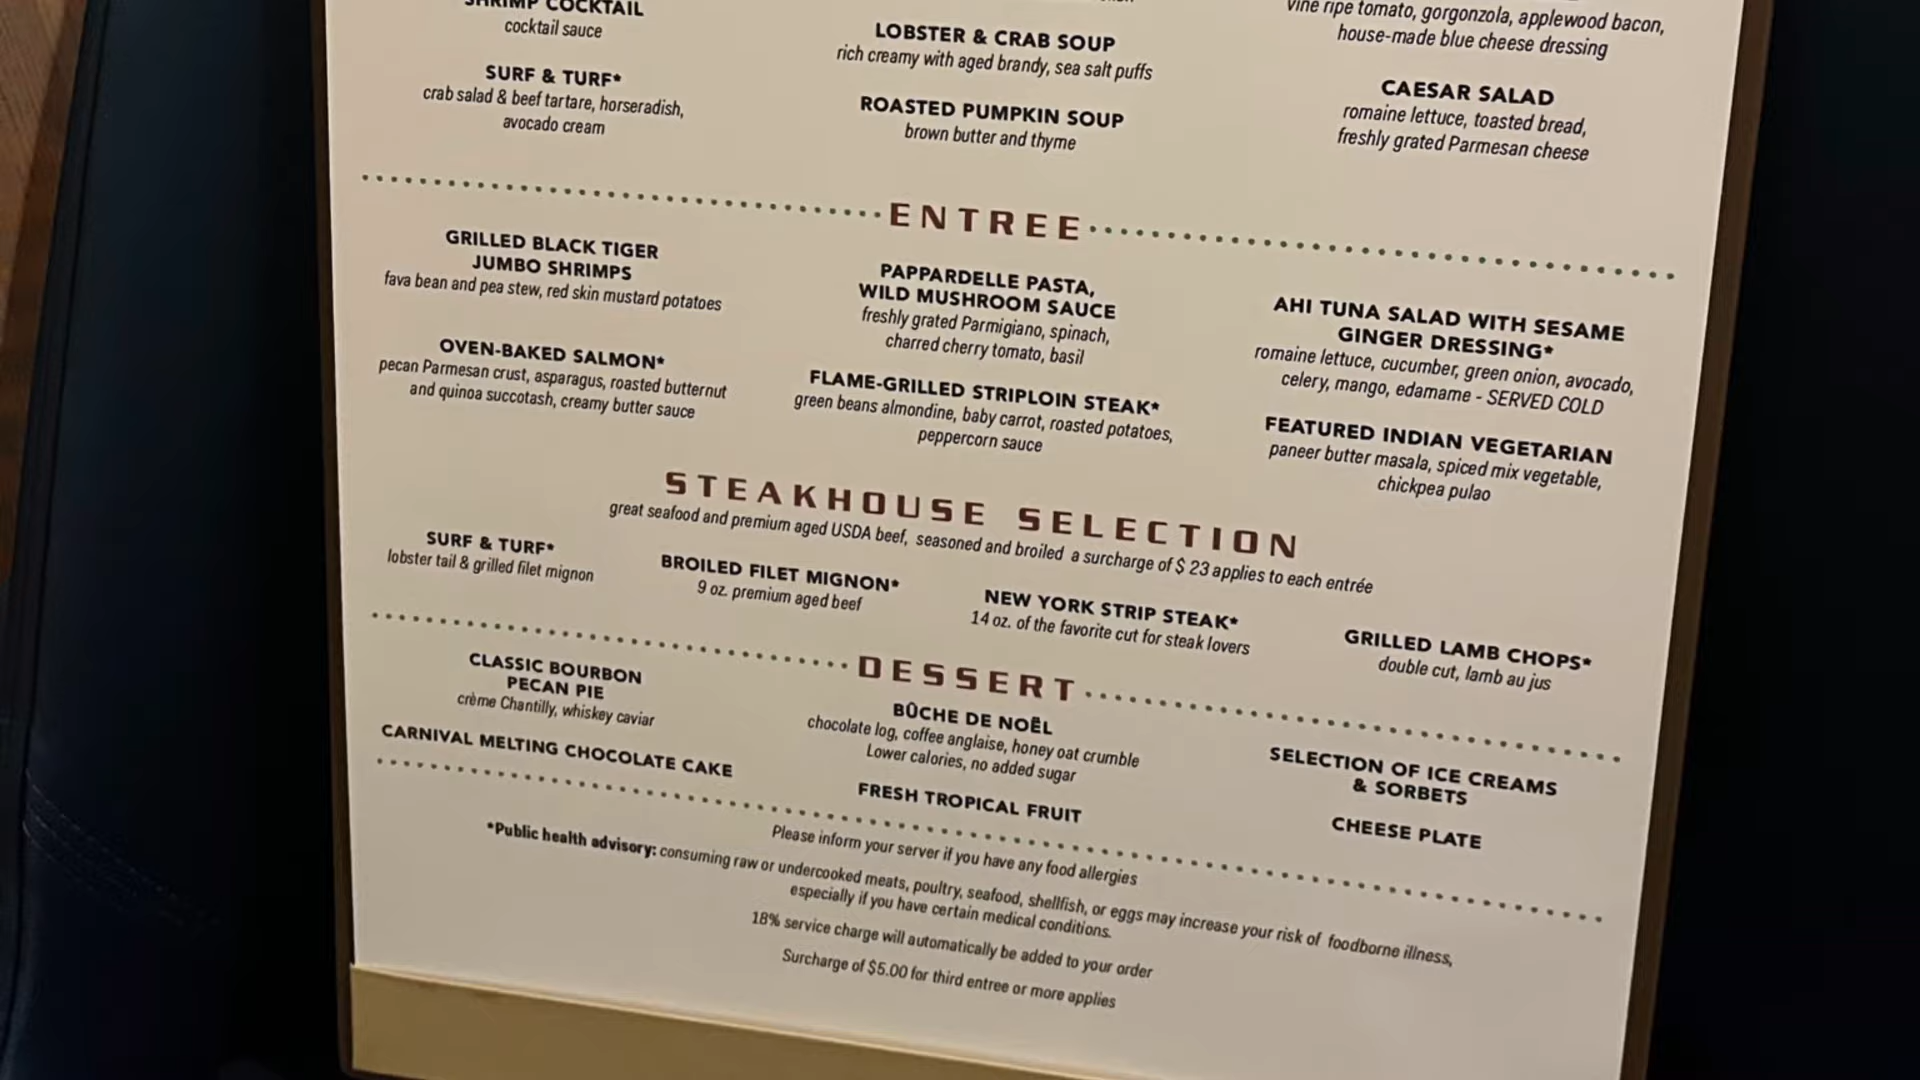 SHRIMP COCKTAIL
cocktail sauce
SURF & TURF*
crab salad & beef tartare, horseradish,
avocado cream
LOBSTER & CRAB SOUP
rich creamy with aged brandy, sea salt puffs
ROASTED PUMPKIN SOUP
brown butter and thyme
vine ripe tomato, gorgonzola, applewood bacon,
house-made blue cheese dressing
CAESAR SALAD
romaine lettuce, toasted bread,
freshly grated Parmesan cheese
ENTREE
GRILLED BLACK TIGER
JUMBO SHRIMPS
fava bean and pea stew, red skin mustard potatoes
OVEN-BAKED SALMON*
pecan Parmesan crust, asparagus, roasted butternut
and quinoa succotash, creamy butter sauce
PAPPARDELLE PASTA,
WILD MUSHROOM SAUCE
freshly grated Parmigiano, spinach,
charred cherry tomato, basil
FLAME-GRILLED STRIPLOIN STEAK*
green beans almondine, baby carrot, roasted potatoes,
peppercorn sauce
AHI TUNA SALAD WITH SESAME
GINGER DRESSING*
romaine lettuce, cucumber, green onion, avocado,
celery, mango, edamame - SERVED COLD
FEATURED INDIAN VEGETARIAN
paneer butter masala, spiced mix vegetable,
chickpea pulao
STEAKHOUSE SELECTION
great seafood and premium aged USDA beef, seasoned and broiled a surcharge of $ 23 applies to each entrée
SURF & TURF*
lobster tail & grilled filet mignon
BROILED FILET MIGNON*
9 oz. premium aged beef
NEW YORK STRIP STEAK*
14 oz. of the favorite cut for steak lovers
GRILLED LAMB CHOPS*
double cut, lamb au jus
DESSERT
CLASSIC BOURBON
PECAN PIE
crème Chantilly, whiskey caviar
CARNIVAL MELTING CHOCOLATE CAKE
BÛCHE DE NOËL
chocolate log, coffee anglaise, honey oat crumble
Lower calories, no added sugar
FRESH TROPICAL FRUIT
SELECTION OF ICE CREAMS
& SORBETS
CHEESE PLATE
Please inform your server if you have any food allergies
*Public health advisory: consuming raw or undercooked meats, poultry, seafood, shellfish, or eggs may increase your risk of foodborne illness,
especially if you have certain medical conditions.
18% service charge will automatically be added to your order
Surcharge of $5.00 for third entree or more applies